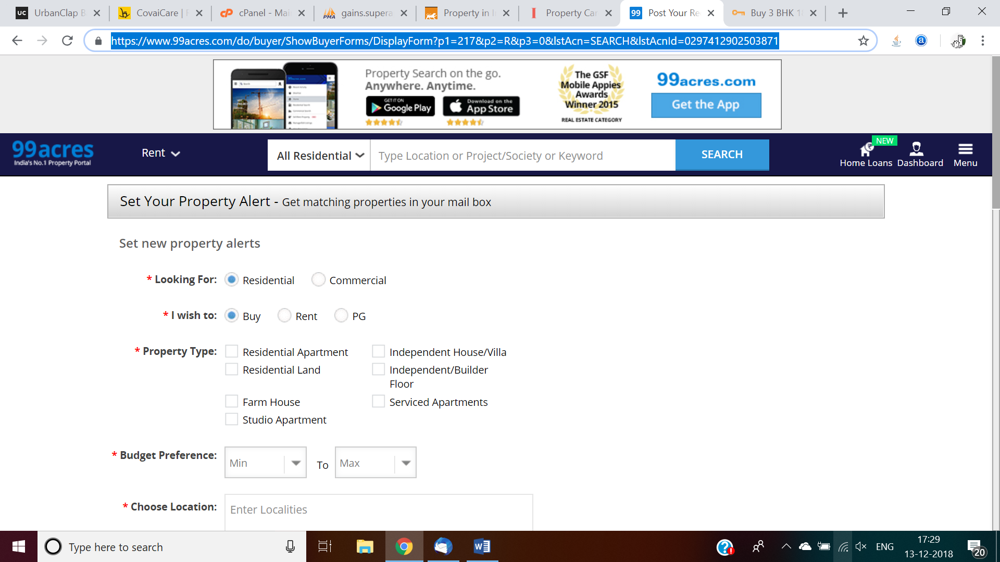 UC UrbanClap B
CovaiCare | F
cPanel - Mai
PMA gains.supera
Property in I
Property Car
99 Post Your Re
Buy 3 BHK 1
https://www.99acres.com/do/buyer/ShowBuyerForms/DisplayForm?p1=217&p2=R&p3=0&lstAcn=SEARCH&lstAcnId=0297412902503871
Property Search on the go.
Anywhere. Anytime.
GET IT ON
Google Play
Download on the
App Store
The GSF
Mobile Appies
Awards
Winner 2015
REAL ESTATE CATEGORY
99acres.com
Get the App
99acres
India's No.1 Property Portal
Rent
All Residential
Type Location or Project/Society or Keyword
SEARCH
NEW
Home Loans
Dashboard
Menu
Set Your Property Alert - Get matching properties in your mail box
Set new property alerts
* Looking For: Residential Commercial
* I wish to: Buy Rent PG
* Property Type: Residential Apartment Independent House/Villa
Residential Land Independent/Builder
Floor
Farm House Serviced Apartments
Studio Apartment
* Budget Preference: Min To Max
* Choose Location: Enter Localities
Type here to search
ENG
17:29
13-12-2018
20